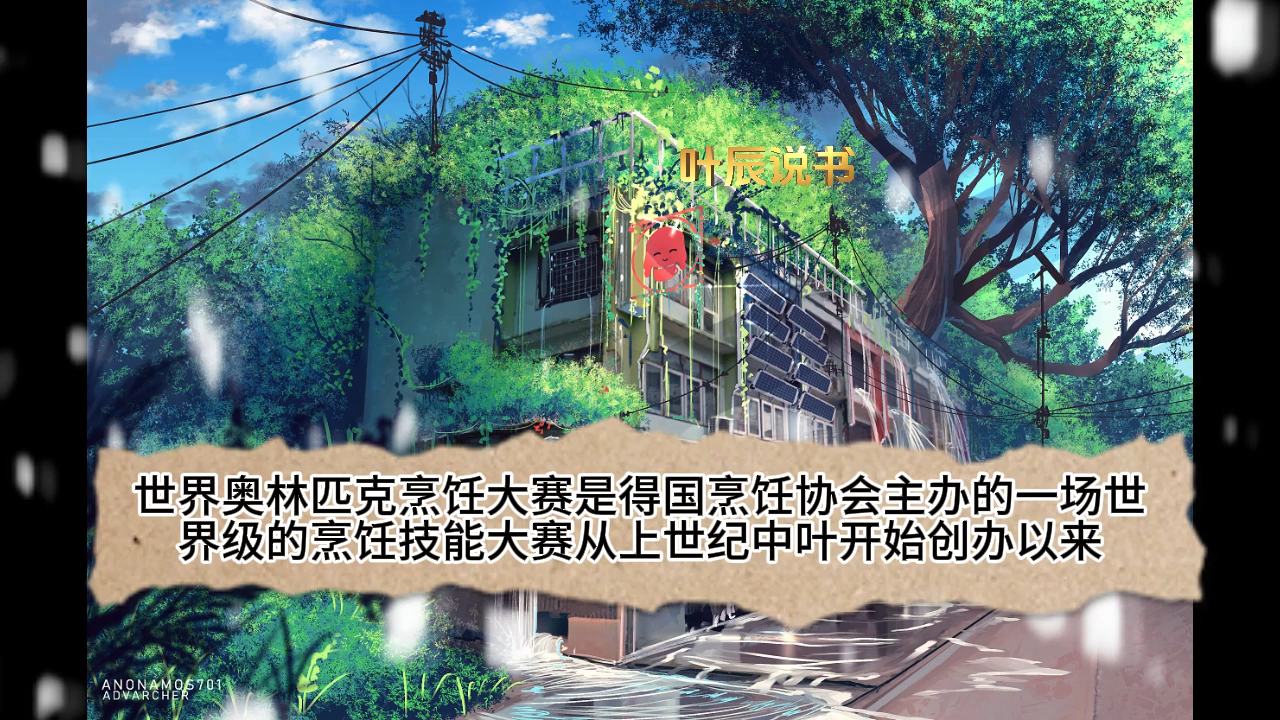 叶辰说书
世界奥林匹克烹饪大赛是得国烹饪协会主办的一场世
界级的烹饪技能大赛从上世纪中叶开始创办以来
ANONAMOS701
ADVARCHER